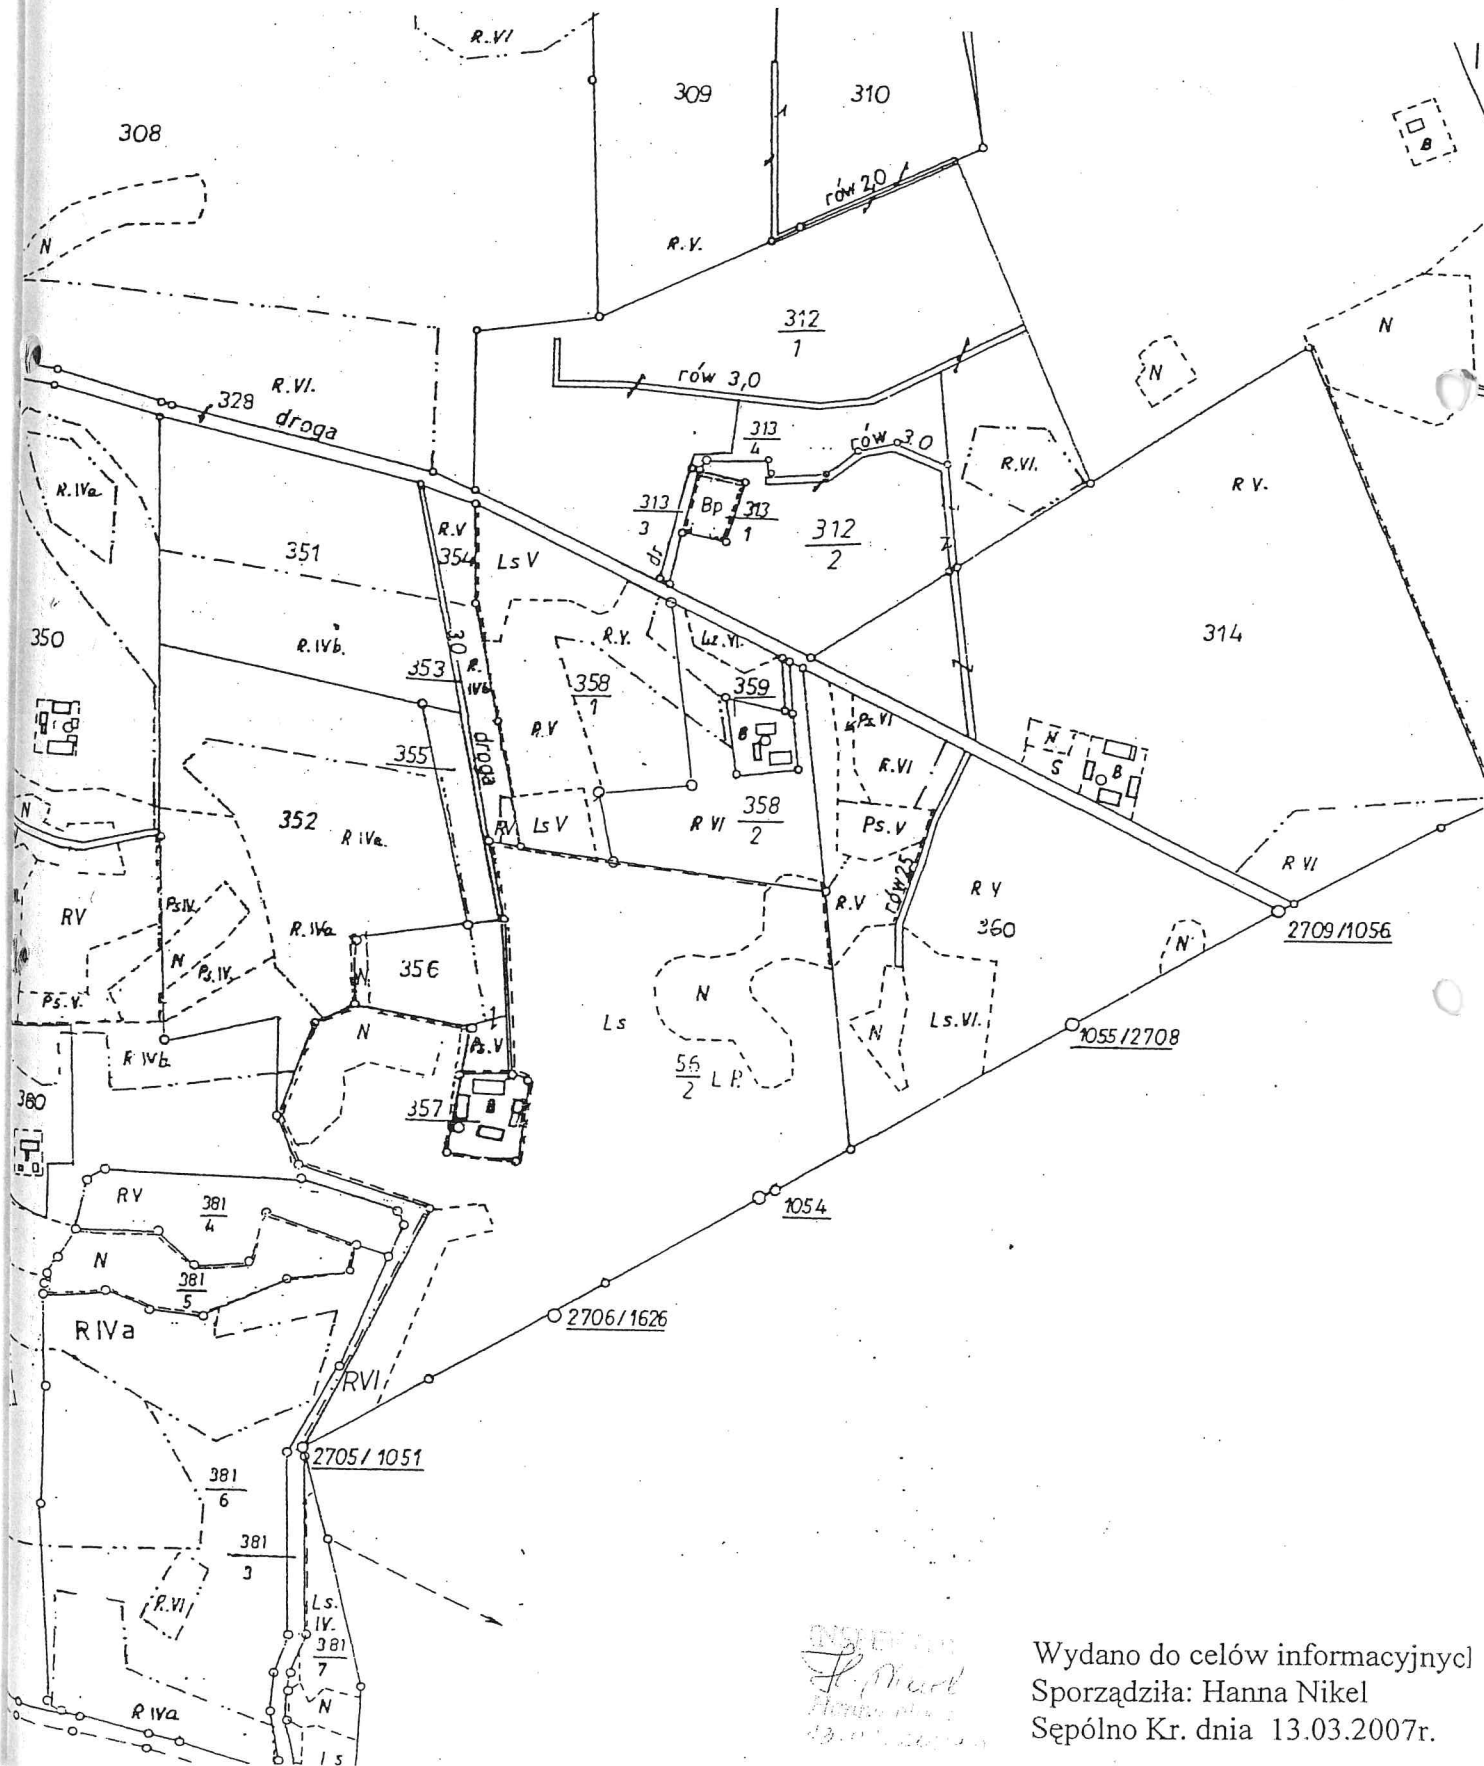 R.VI
309
310
308
B
rów 2,0
N
R.V.
312
1
N
R.VI.
rów 3,0
N
328
droga
313
4
rów 3,0
R.VI.
R V.
R.IVa
313
3
Bp
313
1
312
2
R.V
354
Ls V
351
dr
350
R.IVb.
314
30
R.V.
Lz.VI.
353
R.
IVb
358
1
359
Ps.VI
R.V
B
droga
355
N
S
B
R.VI
N
352
R IVa.
RV
Ls V
R VI
358
2
Ps.V
rów 2,5
R VI
RV
Ps.IV.
R.V
R V
R.IVa
360
2709/1056
N
N
Ps.IV.
356
N
Ps.V.
N
N
Ls
N
Ls.VI.
1055/2708
R IVb
Ps.V
56
2
L P.
360
357
B
RV
381
4
1054
N
381
5
2706/1626
R IVa
RVI
2705/1051
381
6
381
3
R.VI
Ls.
IV.
381
7
N
R IVa
Ls
Wydano do celów informacyjnyc
Sporządziła: Hanna Nikel
Sępólno Kr. dnia 13.03.2007r.